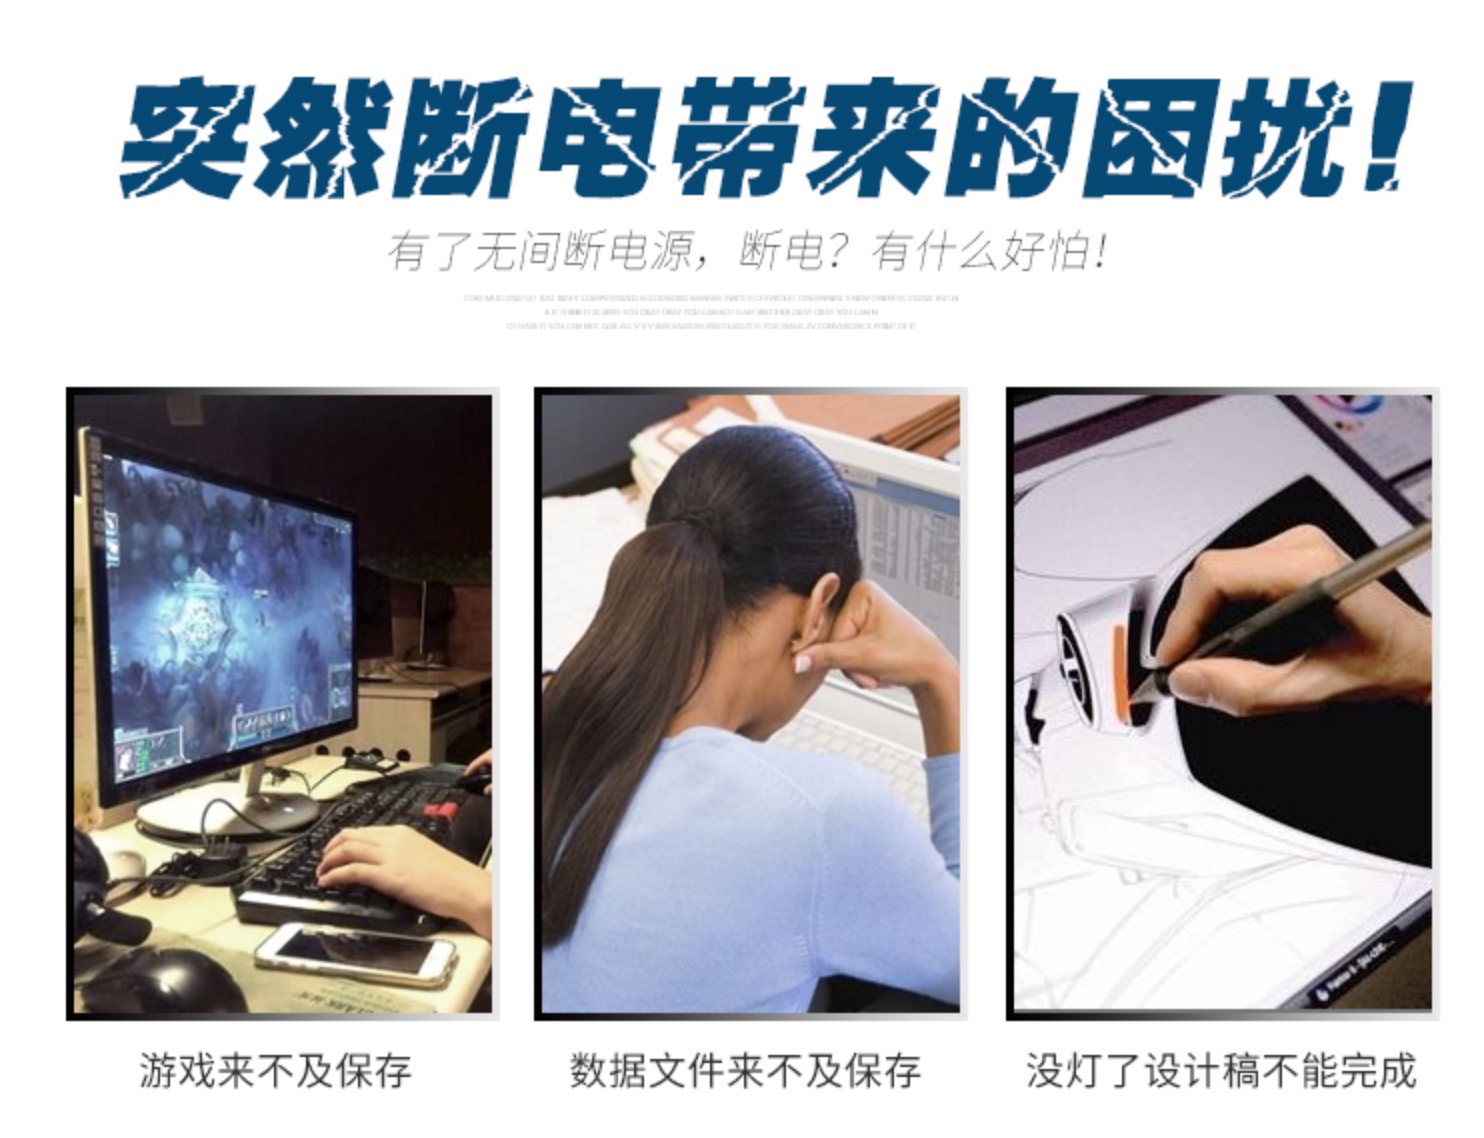 突然断电带来的困扰!
有了无间断电源，断电？有什么好怕!
游戏来不及保存
数据文件来不及保存
没灯了设计稿不能完成